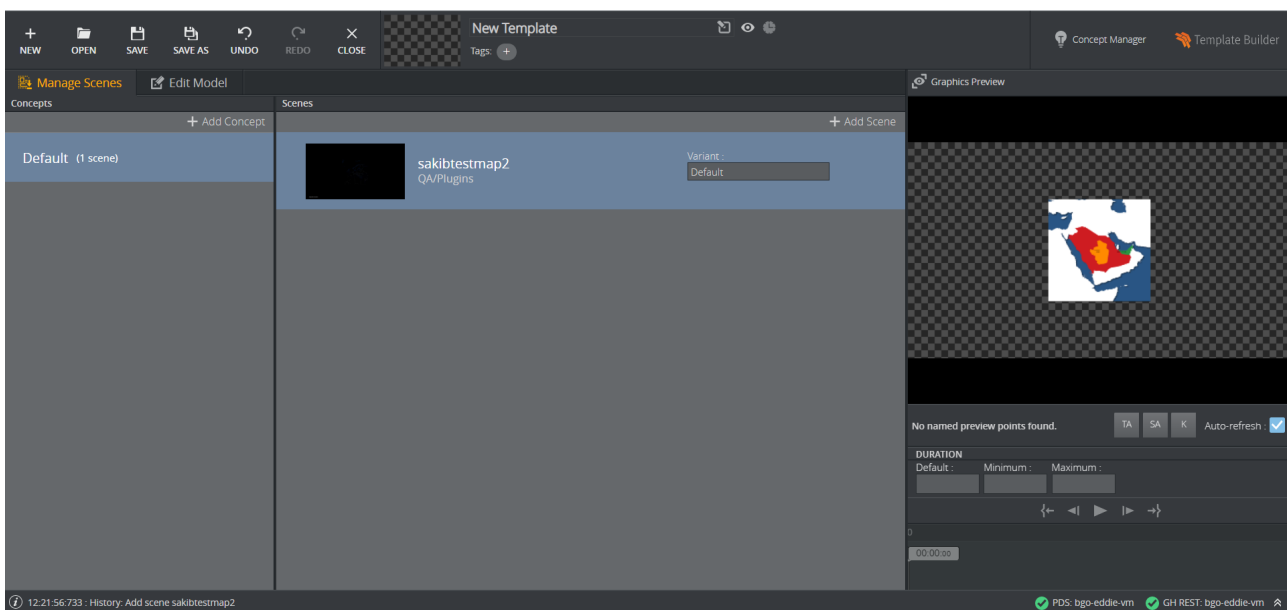 New Template
NEW OPEN SAVE SAVE AS UNDO REDO CLOSE
Tags: +
Concept Manager
Template Builder
Manage Scenes
Edit Model
Graphics Preview
Concepts
Scenes
+ Add Concept
+ Add Scene
Default (1 scene)
sakibtestmap2
QA/Plugins
Variant :
Default
No named preview points found.
TA SA K
Auto-refresh :
DURATION
Default : Minimum : Maximum :
0
00:00:00
12:21:56:733 : History: Add scene sakibtestmap2
PDS: bgo-eddie-vm
GH REST: bgo-eddie-vm